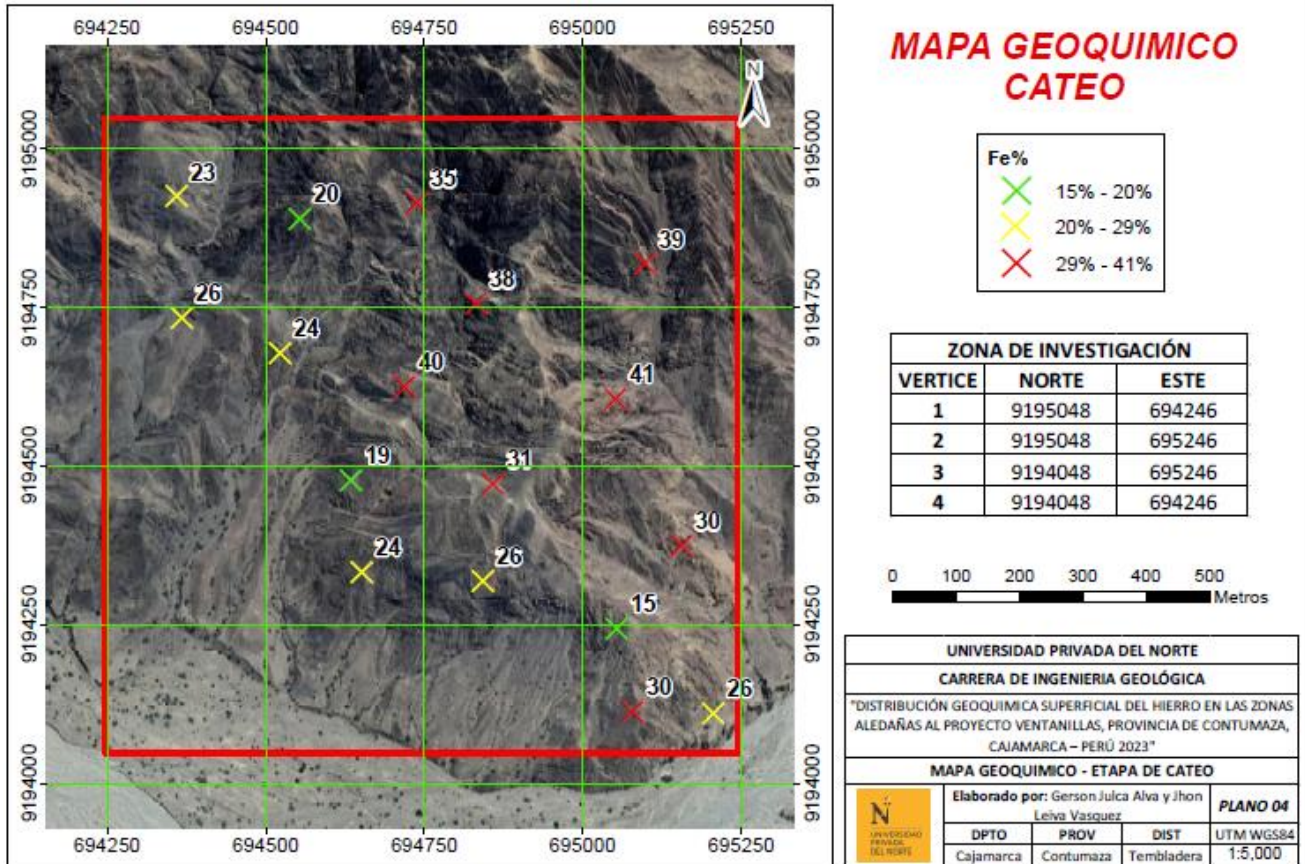 694250 694500 694750 695000 695250
9195000
9194750
9194500
9194250
9194000
N
23
20
35
39
38
26
24
40
41
19
31
30
24
26
15
30
26
9195000
9194750
9194500
9194250
9194000
694250 694500 694750 695000 695250
MAPA GEOQUIMICO
CATEO
Fe%
15% - 20%
20% - 29%
29% - 41%
ZONA DE INVESTIGACIÓN
VERTICE NORTE ESTE
1 9195048 694246
2 9195048 695246
3 9194048 695246
4 9194048 694246
0 100 200 300 400 500
Metros
UNIVERSIDAD PRIVADA DEL NORTE
CARRERA DE INGENIERIA GEOLÓGICA
"DISTRIBUCIÓN GEOQUIMICA SUPERFICIAL DEL HIERRO EN LAS ZONAS
ALEDAÑAS AL PROYECTO VENTANILLAS, PROVINCIA DE CONTUMAZA,
CAJAMARCA – PERÚ 2023"
MAPA GEOQUIMICO - ETAPA DE CATEO
N
UNIVERSIDAD
PRIVADA
DEL NORTE
Elaborado por: Gerson Julca Alva y Jhon
Leiva Vasquez
PLANO 04
DPTO PROV DIST UTM WGS84
Cajamarca Contumaza Tembladera 1:5,000